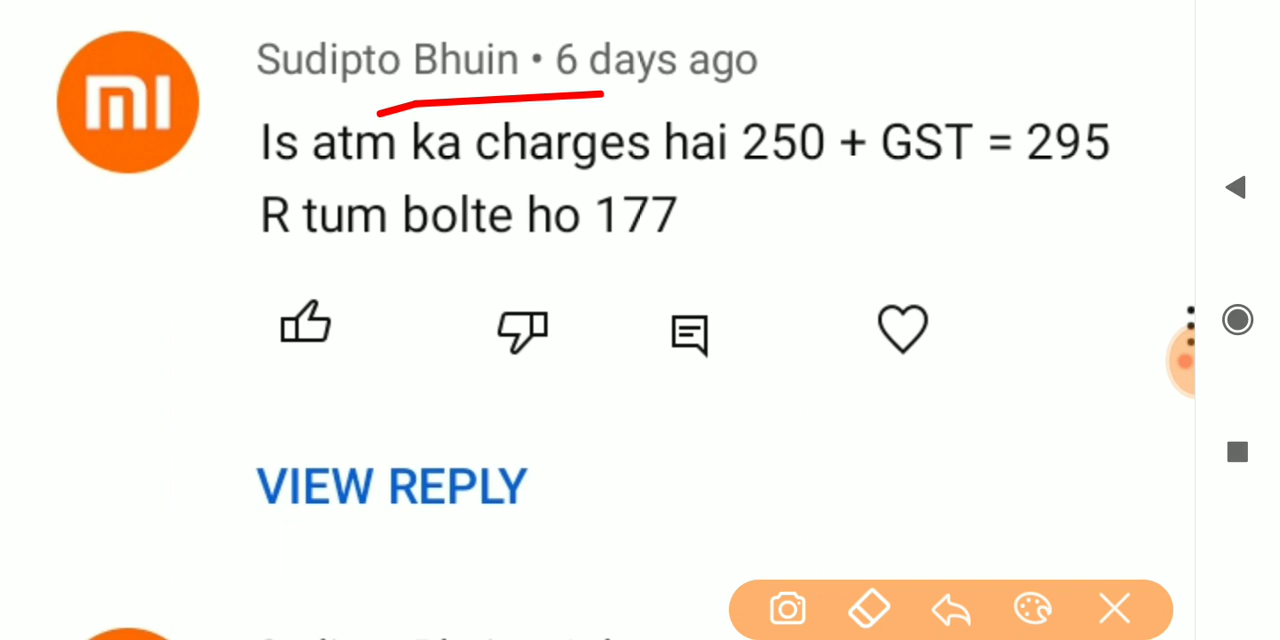 mi
Sudipto Bhuin • 6 days ago
Is atm ka charges hai 250 + GST = 295
R tum bolte ho 177
VIEW REPLY